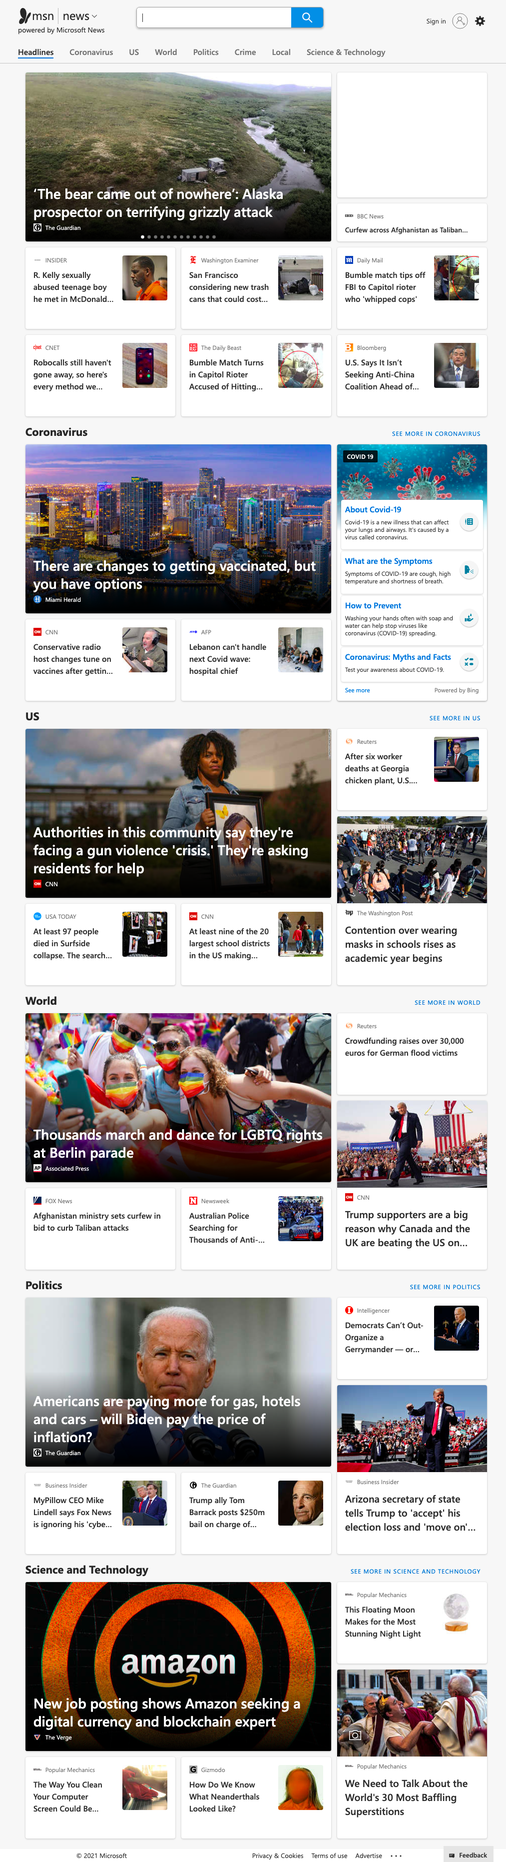 msn | news
powered by Microsoft News
Sign in
Headlines Coronavirus US World Politics Crime Local Science & Technology
'The bear came out of nowhere': Alaska
prospector on terrifying grizzly attack
The Guardian
BBC News
Curfew across Afghanistan as Taliban...
INSIDER
R. Kelly sexually
abused teenage boy
he met in McDonald...
Washington Examiner
San Francisco
considering new trash
cans that could cost...
Daily Mail
Bumble match tips off
FBI to Capitol rioter
who 'whipped cops'
CNET
Robocalls still haven't
gone away, so here's
every method we...
The Daily Beast
Bumble Match Turns
in Capitol Rioter
Accused of Hitting...
Bloomberg
U.S. Says It Isn't
Seeking Anti-China
Coalition Ahead of...
Coronavirus
SEE MORE IN CORONAVIRUS
There are changes to getting vaccinated, but
you have options
Miami Herald
COVID 19
About Covid-19
Covid-19 is a new illness that can affect
your lungs and airways. It's caused by a
virus called coronavirus.
What are the Symptoms
Symptoms of COVID-19 are cough, high
temperature and shortness of breath.
How to Prevent
Washing your hands often with soap and
water can help stop viruses like
coronavirus (COVID-19) spreading.
Coronavirus: Myths and Facts
Test your awareness about COVID-19.
See more
Powered by Bing
CNN
Conservative radio
host changes tune on
vaccines after gettin...
AFP
Lebanon can't handle
next Covid wave:
hospital chief
US
SEE MORE IN US
Authorities in this community say they're
facing a gun violence 'crisis.' They're asking
residents for help
CNN
Reuters
After six worker
deaths at Georgia
chicken plant, U.S....
The Washington Post
Contention over wearing
masks in schools rises as
academic year begins
USA TODAY
At least 97 people
died in Surfside
collapse. The search...
CNN
At least nine of the 20
largest school districts
in the US making...
World
SEE MORE IN WORLD
Thousands march and dance for LGBTQ rights
at Berlin parade
Associated Press
Reuters
Crowdfunding raises over 30,000
euros for German flood victims
CNN
Trump supporters are a big
reason why Canada and the
UK are beating the US on...
FOX News
Afghanistan ministry sets curfew in
bid to curb Taliban attacks
Newsweek
Australian Police
Searching for
Thousands of Anti-...
Politics
SEE MORE IN POLITICS
Americans are paying more for gas, hotels
and cars – will Biden pay the price of
inflation?
The Guardian
Intelligencer
Democrats Can't Out-
Organize a
Gerrymander — or...
Business Insider
Arizona secretary of state
tells Trump to 'accept' his
election loss and 'move on'...
Business Insider
MyPillow CEO Mike
Lindell says Fox News
is ignoring his 'cybe...
The Guardian
Trump ally Tom
Barrack posts $250m
bail on charge of...
Science and Technology
SEE MORE IN SCIENCE AND TECHNOLOGY
amazon
New job posting shows Amazon seeking a
digital currency and blockchain expert
The Verge
Popular Mechanics
This Floating Moon
Makes for the Most
Stunning Night Light
Popular Mechanics
We Need to Talk About the
World's 30 Most Baffling
Superstitions
Popular Mechanics
The Way You Clean
Your Computer
Screen Could Be...
Gizmodo
How Do We Know
What Neanderthals
Looked Like?
© 2021 Microsoft
Privacy & Cookies Terms of use Advertise ...
Feedback